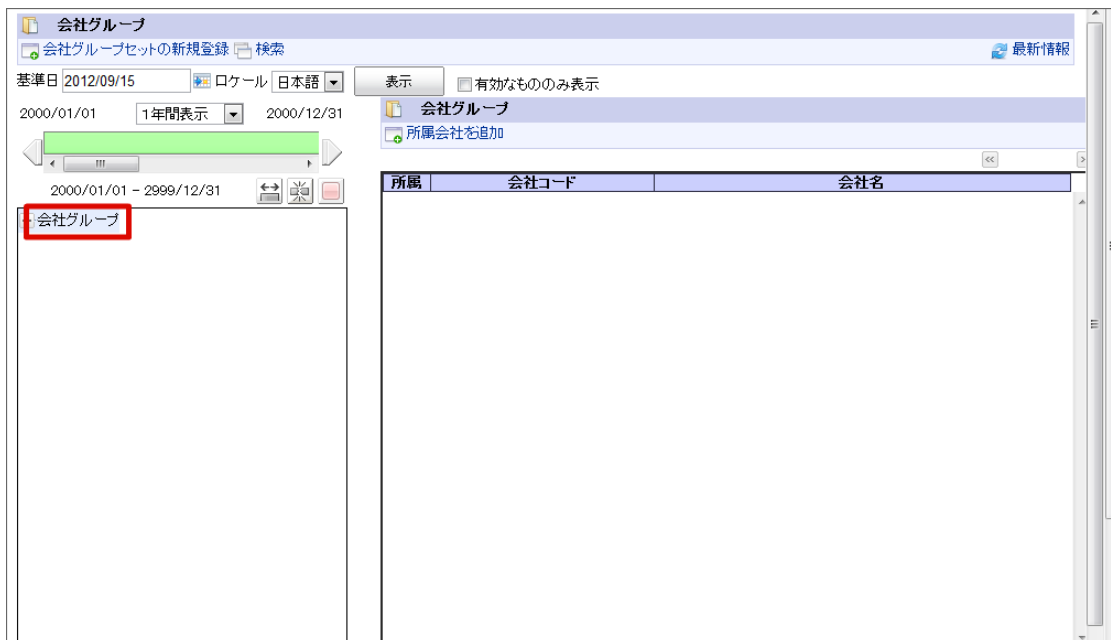 会社グループ
会社グループセットの新規登録 検索 最新情報
基準日 2012/09/15 ロケール 日本語 表示 有効なもののみ表示
2000/01/01 1年間表示 2000/12/31
2000/01/01 - 2999/12/31
会社グループ
会社グループ
所属会社を追加
所属 会社コード 会社名